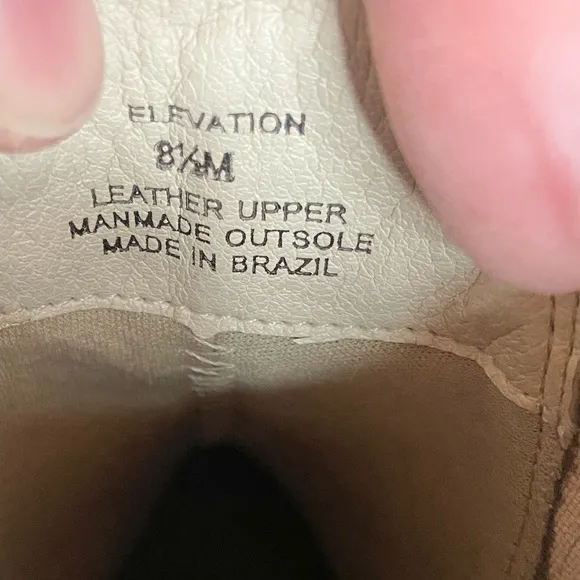 ELEVATION
8½M
LEATHER UPPER
MANMADE OUTSOLE
MADE IN BRAZIL